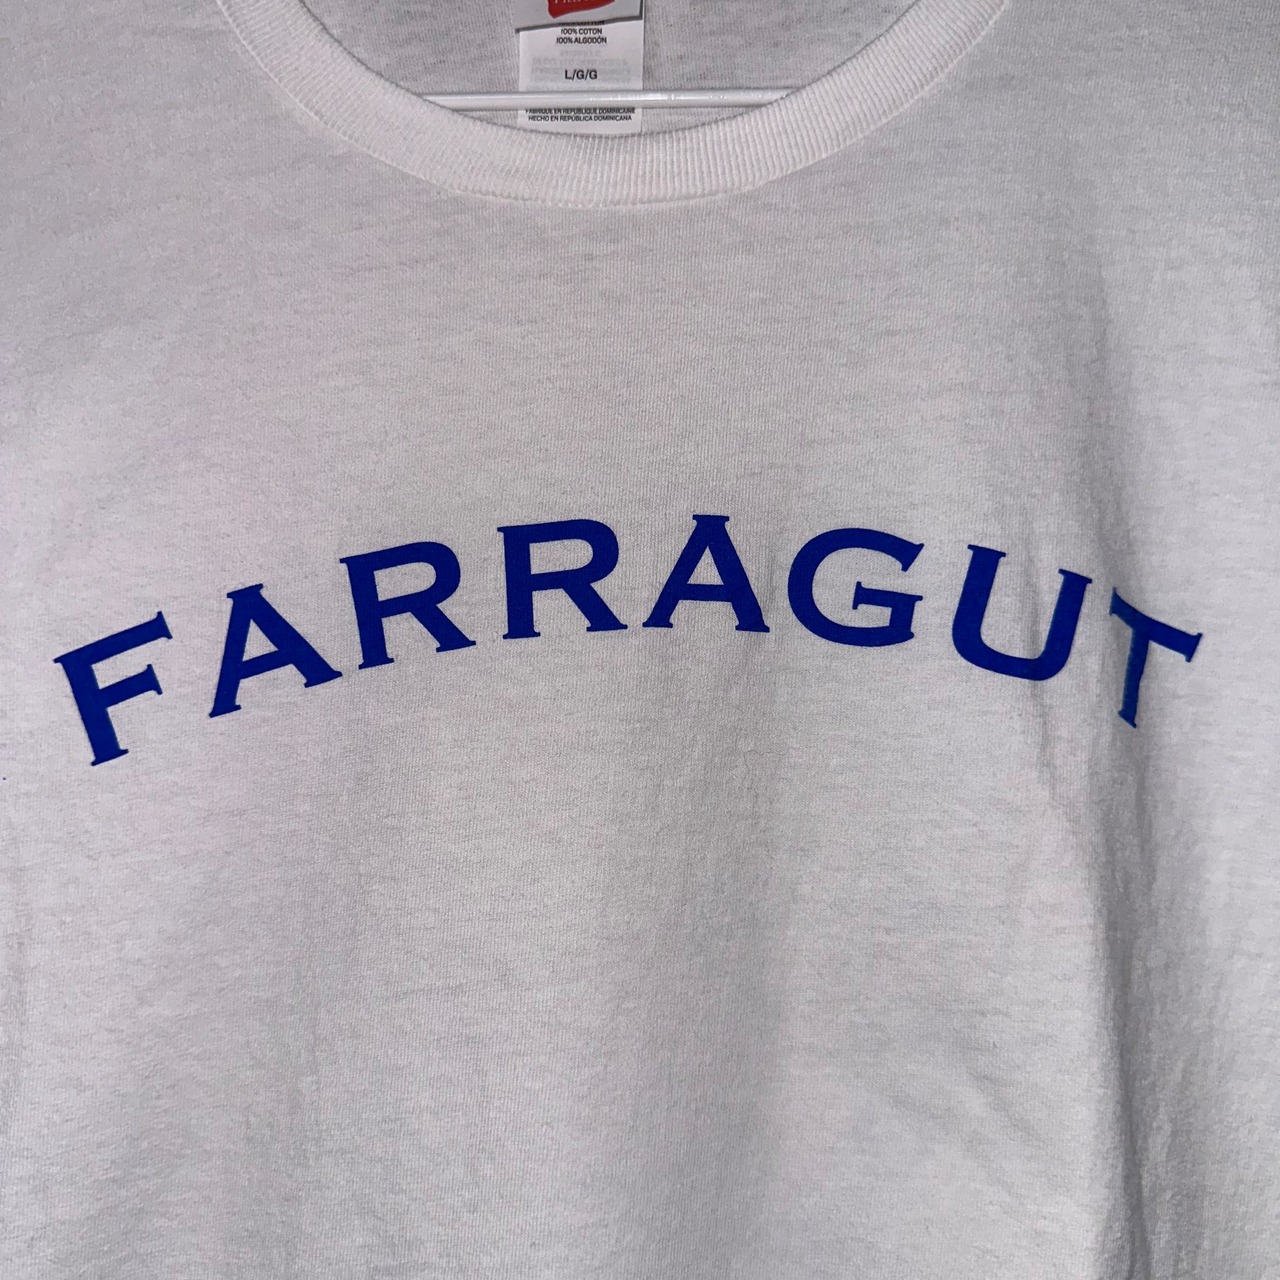 100% COTON
100% ALGODÓN
L/G/G
FABRIQUÉ EN RÉPUBLIQUE DOMINICAINE
HECHO EN REPÚBLICA DOMINICANA
FARRAGUT